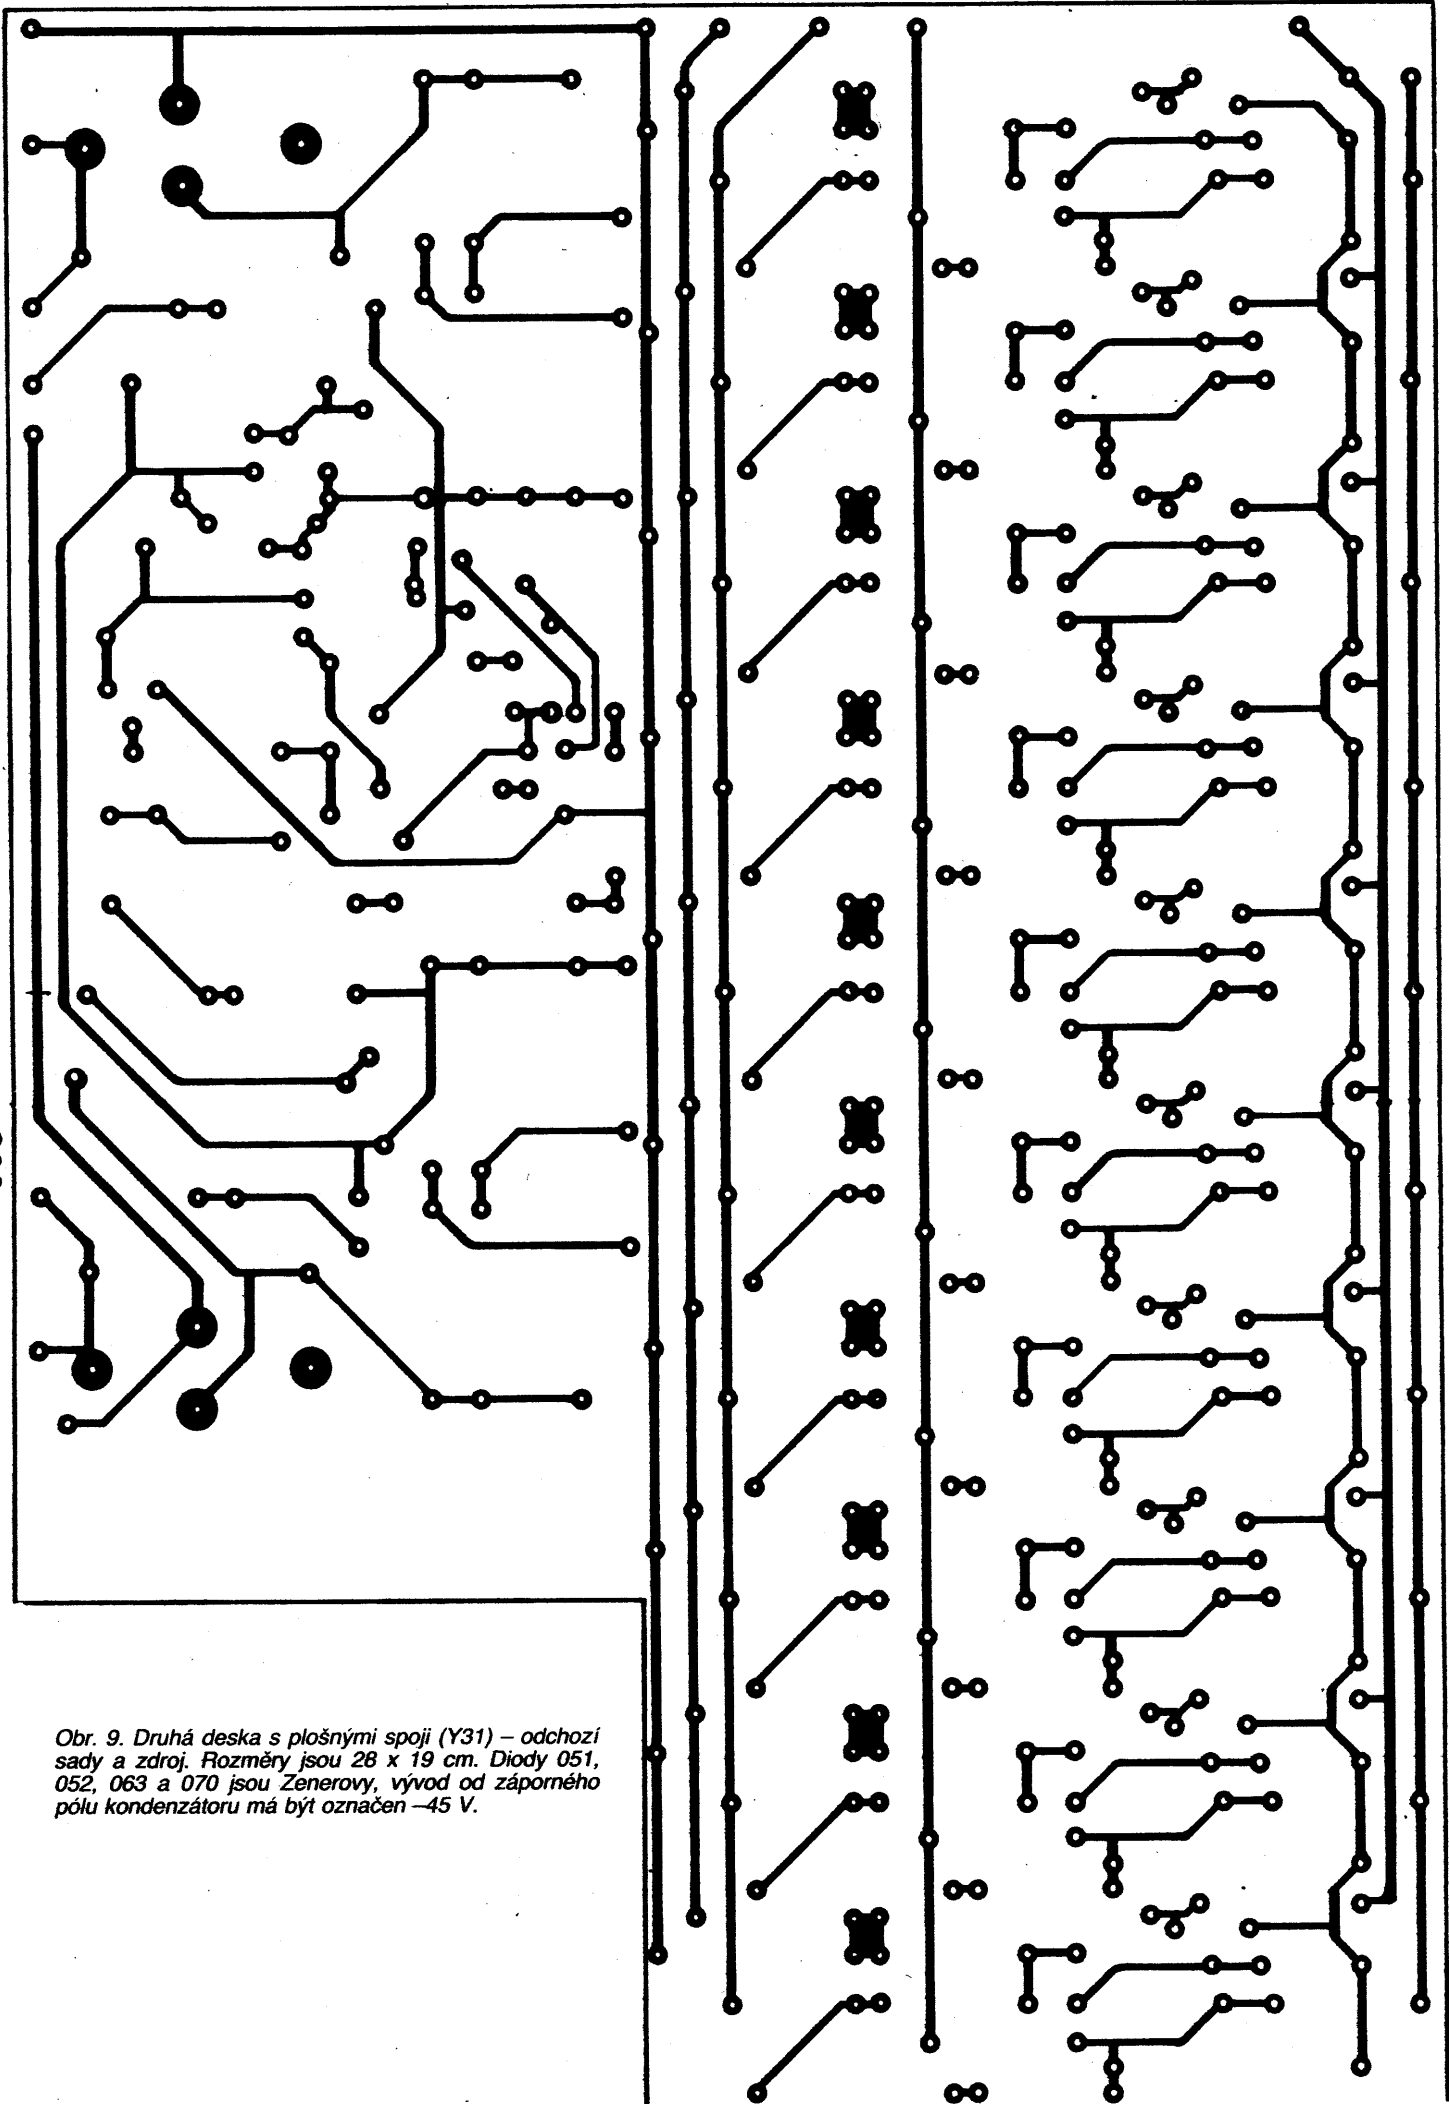 Obr. 9. Druhá deska s plošnými spoji (Y31) – odchozí
sady a zdroj. Rozměry jsou 28 x 19 cm. Diody 051,
052, 063 a 070 jsou Zenerovy, vývod od záporného
pólu kondenzátoru má být označen –45 V.